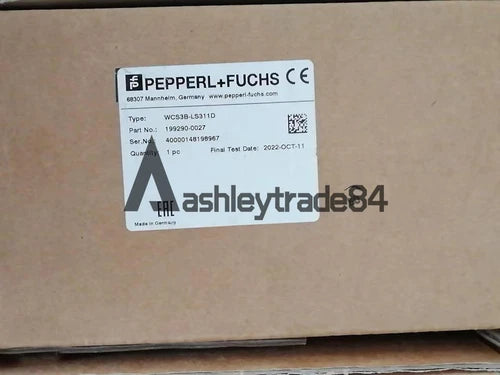 PEPPERL+FUCHS CE
68307 Mannheim, Germany www.pepperl-fuchs.com
Type: WCS3B-LS311D
Part No.: 199290-0027
Ser.No: 40000148198967
Quantity: 1 pc Final Test Date: 2022-OCT-11
ashleytrade84
EAC
Made in Germany